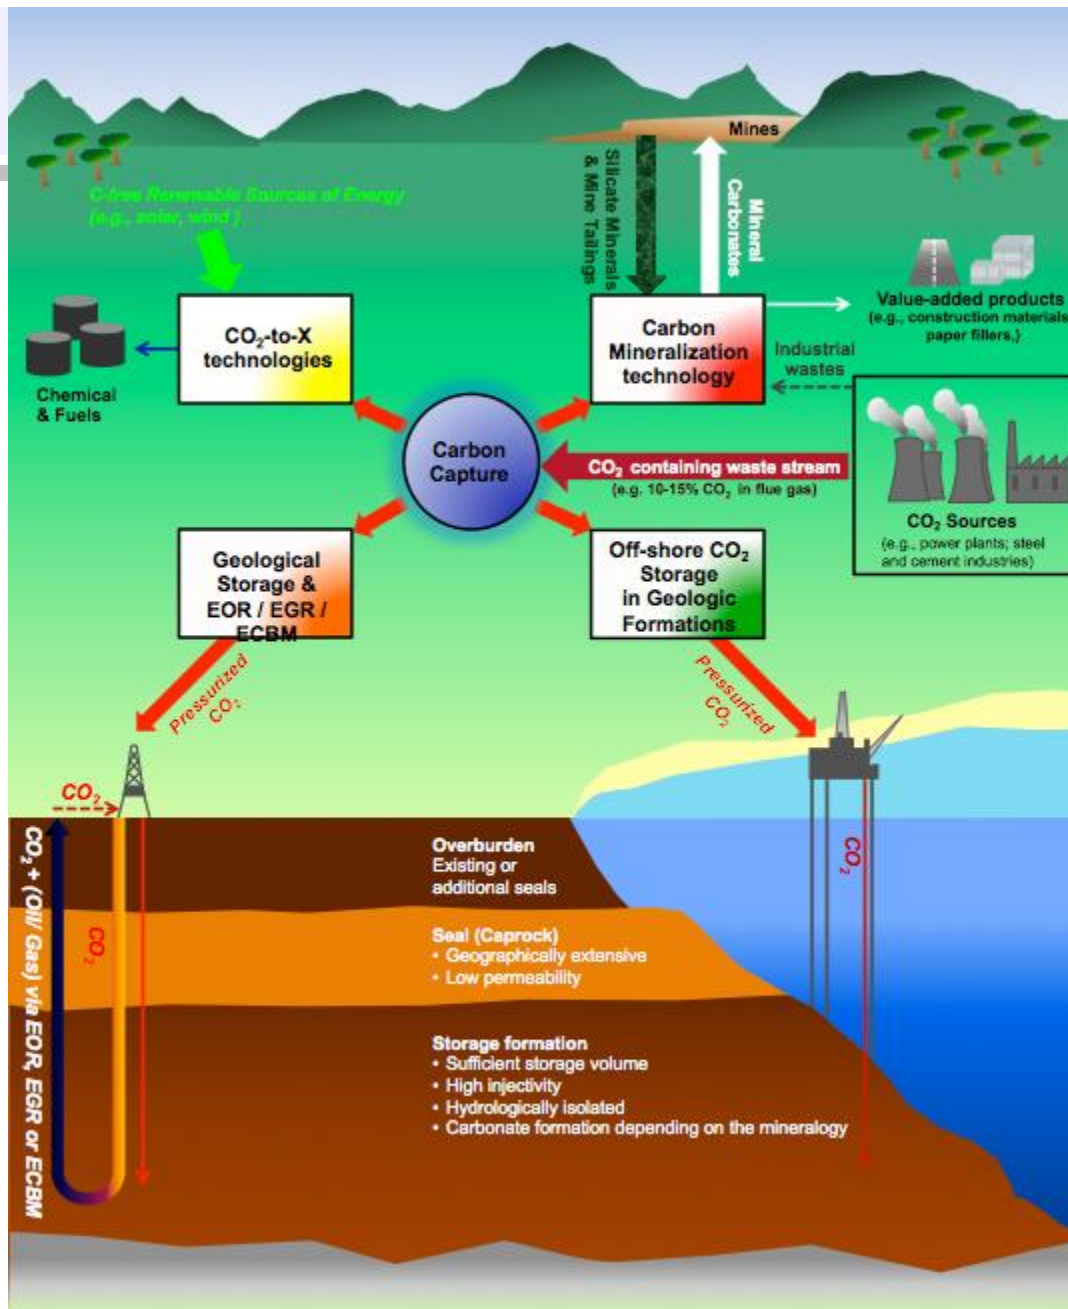 Mines
Silicate Minerals
& Mine Tailings
Mineral
Carbonates
C-free Renewable Sources of Energy
(e.g., solar, wind )
CO₂-to-X
technologies
Chemical
& Fuels
Carbon
Mineralization
technology
Value-added products
(e.g., construction materials
paper fillers,)
Industrial
wastes
Carbon
Capture
CO₂ containing waste stream
(e.g. 10-15% CO₂ in flue gas)
CO₂ Sources
(e.g., power plants; steel
and cement industries)
Geological
Storage &
EOR / EGR /
ECBM
Off-shore CO₂
Storage
in Geologic
Formations
Pressurized
CO₂
Pressurized
CO₂
CO₂
CO₂ + (Oil/ Gas) via EOR, EGR or ECBM
CO₂
CO₂
Overburden
Existing or
additional seals
Seal (Caprock)
• Geographically extensive
• Low permeability
Storage formation
• Sufficient storage volume
• High injectivity
• Hydrologically isolated
• Carbonate formation depending on the mineralogy